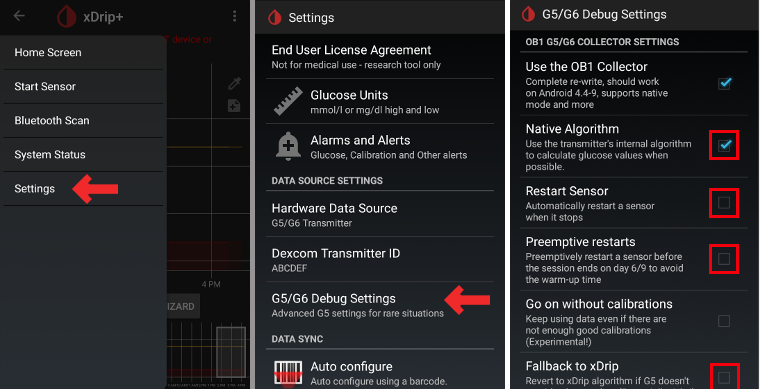 xDrip+
device or
Home Screen
Start Sensor
Bluetooth Scan
System Status
Settings
4 PM
IZARD
Settings
End User License Agreement
Not for medical use - research tool only
Glucose Units
mmol/l or mg/dl high and low
Alarms and Alerts
Glucose, Calibration and Other alerts
DATA SOURCE SETTINGS
Hardware Data Source
G5/G6 Transmitter
Dexcom Transmitter ID
ABCDEF
G5/G6 Debug Settings
Advanced G5 settings for rare situations
DATA SYNC
Auto configure
Auto configure using a barcode.
G5/G6 Debug Settings
OB1 G5/G6 COLLECTOR SETTINGS
Use the OB1 Collector
Complete re-write, should work
on Android 4.4-9, supports native
mode and more
Native Algorithm
Use the transmitter's internal algorithm
to calculate glucose values when
possible.
Restart Sensor
Automatically restart a sensor
when it stops
Preemptive restarts
Preemptively restart a sensor before
the session ends on day 6/9 to avoid
the warm-up time
Go on without calibrations
Keep using data even if there are
not enough good calibrations
(Experimental!)
Fallback to xDrip
Revert to xDrip algorithm if G5 doesn't